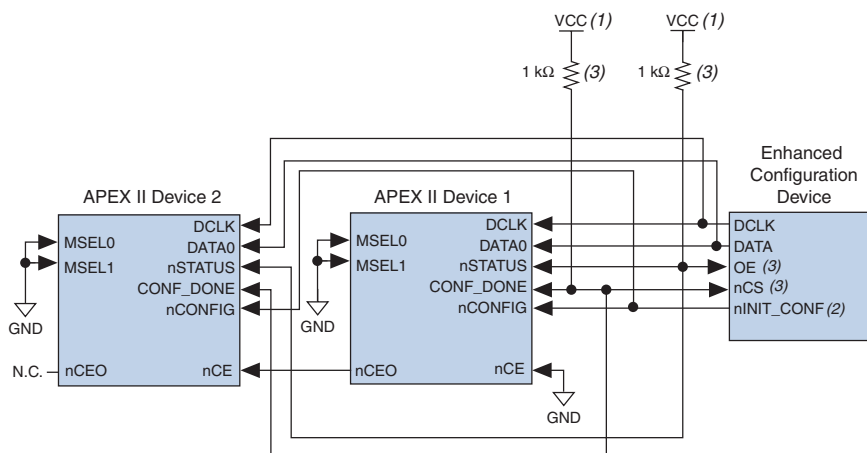 VCC (1)
VCC (1)
1 kΩ
(3)
1 kΩ
(3)
Enhanced
Configuration
Device
APEX II Device 2
APEX II Device 1
MSEL0
MSEL1
DCLK
DATA0
nSTATUS
CONF_DONE
nCONFIG
GND
N.C.
nCEO
nCE
MSEL0
MSEL1
DCLK
DATA0
nSTATUS
CONF_DONE
nCONFIG
GND
nCEO
nCE
GND
DCLK
DATA
OE (3)
nCS (3)
nINIT_CONF (2)